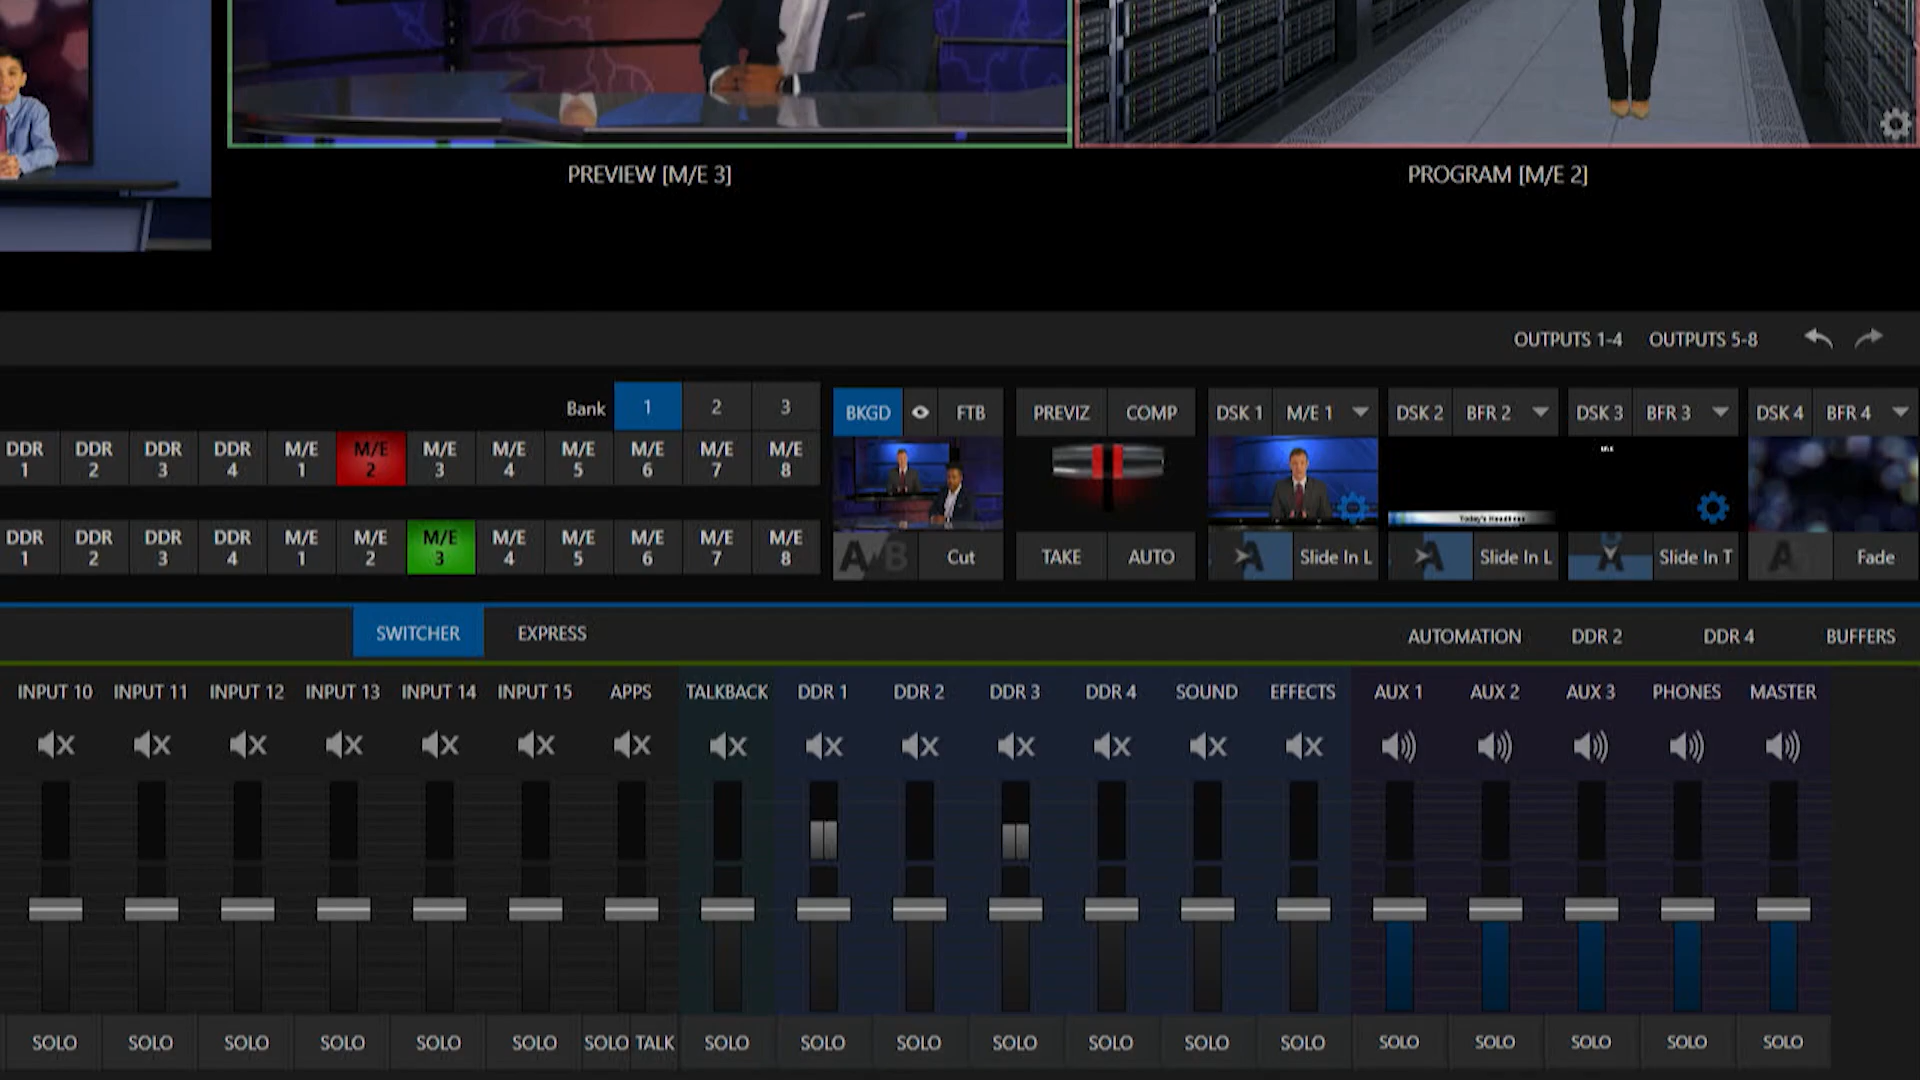 PREVIEW [M/E 3]
PROGRAM [M/E 2]
OUTPUTS 1-4 OUTPUTS 5-8
Bank 1 2 3
BKGD FTB PREVIZ COMP DSK 1 M/E 1 DSK 2 BFR 2 DSK 3 BFR 3 DSK 4 BFR 4
DDR 1 DDR 2 DDR 3 DDR 4 M/E 1 M/E 2 M/E 3 M/E 4 M/E 5 M/E 6 M/E 7 M/E 8
Today's Headlines
DDR 1 DDR 2 DDR 3 DDR 4 M/E 1 M/E 2 M/E 3 M/E 4 M/E 5 M/E 6 M/E 7 M/E 8
A B Cut TAKE AUTO A Slide In L A Slide In L A Slide In T A Fade
SWITCHER EXPRESS AUTOMATION DDR 2 DDR 4 BUFFERS
INPUT 10 INPUT 11 INPUT 12 INPUT 13 INPUT 14 INPUT 15 APPS TALKBACK DDR 1 DDR 2 DDR 3 DDR 4 SOUND EFFECTS AUX 1 AUX 2 AUX 3 PHONES MASTER
SOLO SOLO SOLO SOLO SOLO SOLO SOLO TALK SOLO SOLO SOLO SOLO SOLO SOLO SOLO SOLO SOLO SOLO SOLO SOLO